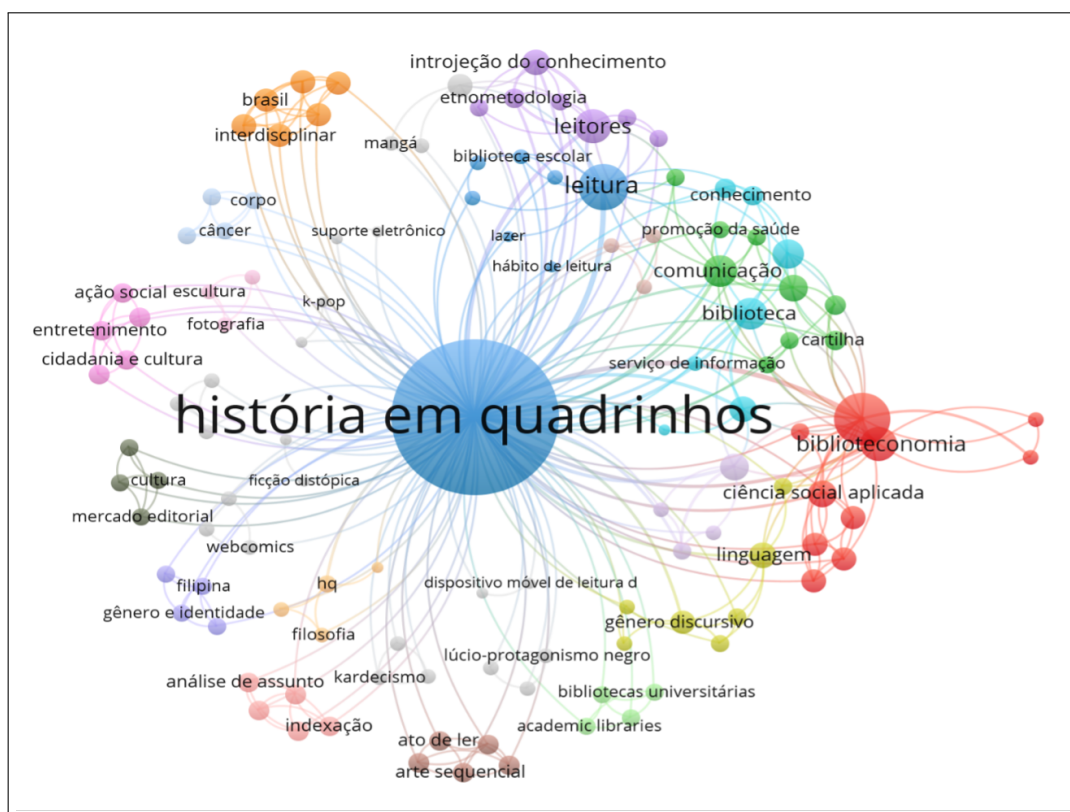 introjeção do conhecimento
brasil
etnometodologia
interdiscplinar
leitores
mangá
biblioteca escolar
leitura
conhecimento
corpo
câncer
suporte eletrônico
lazer
promoção da saúde
hábito de leitura
comunicação
ação social
escultura
k-pop
biblioteca
entretenimento
fotografia
cartilha
cidadania e cultura
serviço de informação
história em quadrinhos
biblioteconomia
cultura
ficção distópica
ciência social aplicada
mercado editorial
webcomics
linguagem
filipina
hq
dispositivo móvel de leitura d
gênero e identidade
gênero discursivo
filosofia
lúcio-protagonismo negro
análise de assunto
kardecismo
bibliotecas universitárias
indexação
academic libraries
ato de ler
arte sequencial